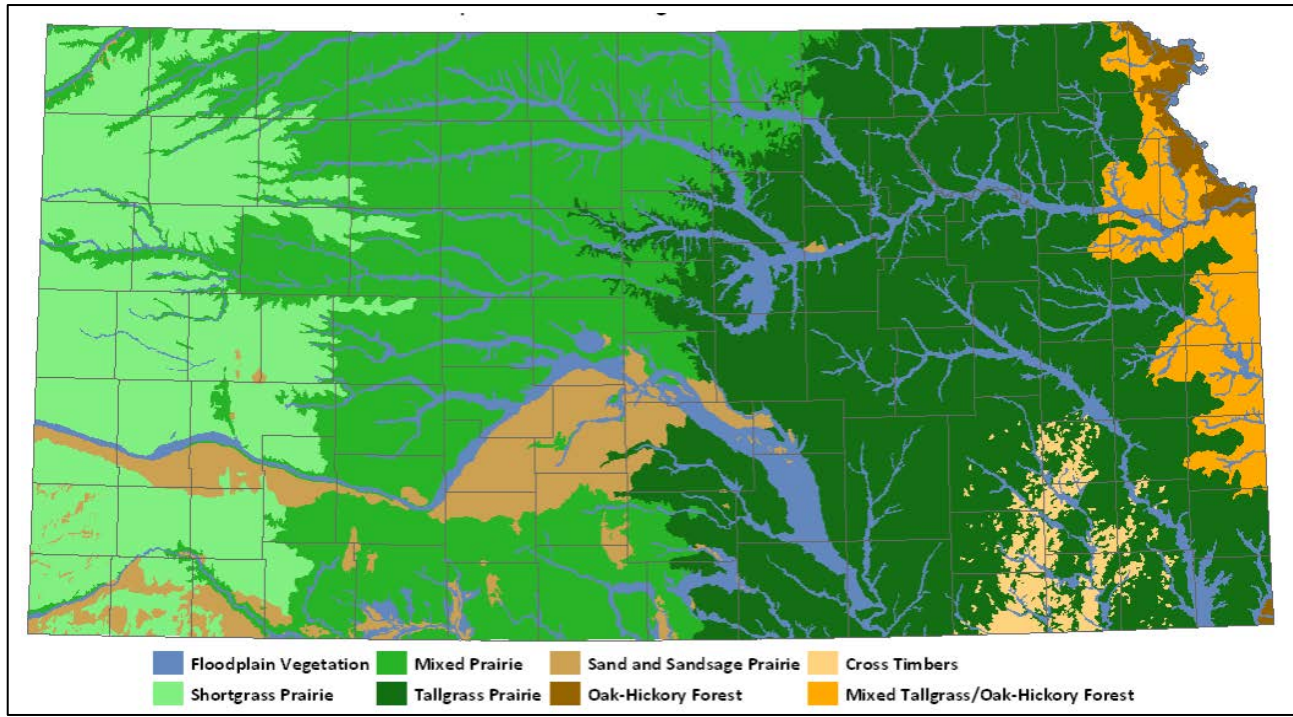 Floodplain Vegetation Mixed Prairie Sand and Sandsage Prairie Cross Timbers
Shortgrass Prairie Tallgrass Prairie Oak-Hickory Forest Mixed Tallgrass/Oak-Hickory Forest